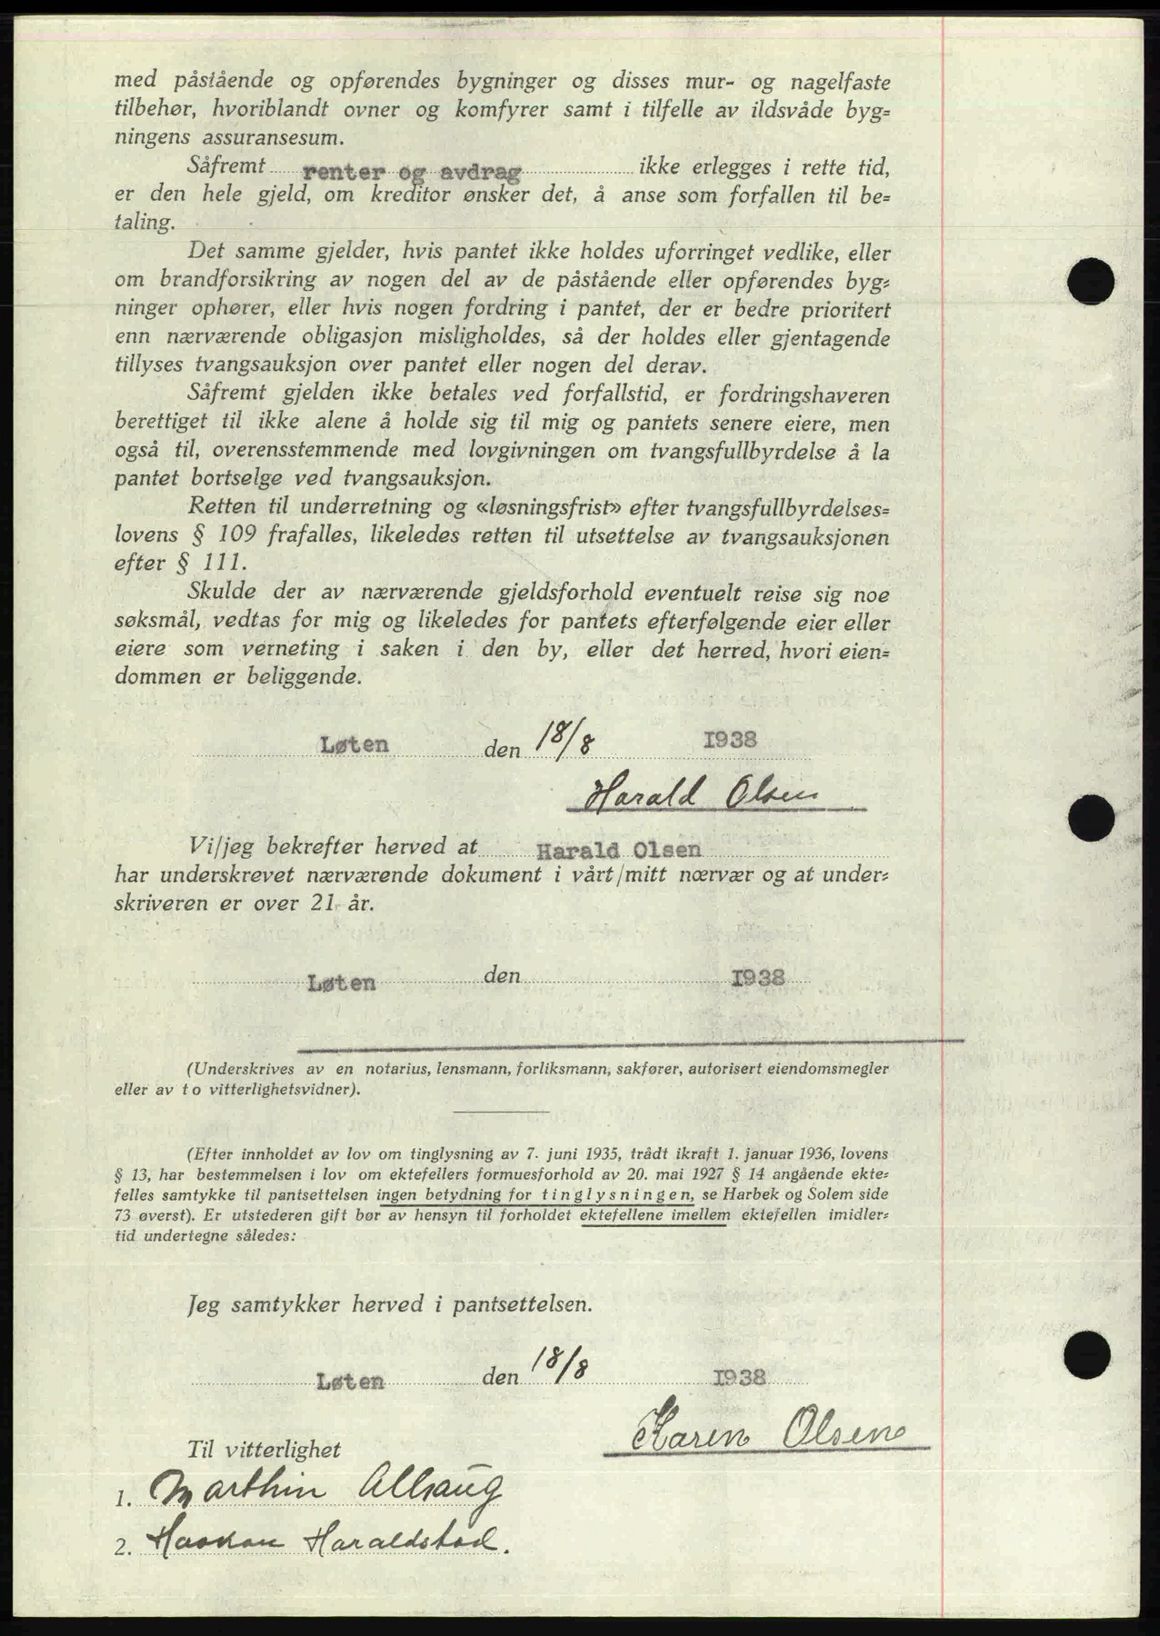 med påstående og opførendes bygninger og disses mur- og nagelfaste
tilbehør, hvoriblandt ovner og komfyrer samt i tilfelle av ildsvåde byg=
ningens assuransesum.
Såfremt renter og avdrag ikke erlegges i rette tid,
er den hele gjeld, om kreditor ønsker det, å anse som forfallen til be=
taling.
Det samme gjelder, hvis pantet ikke holdes uforringet vedlike, eller
om brandforsikring av nogen del av de påstående eller opførendes byg=
ninger ophører, eller hvis nogen fordring i pantet, der er bedre prioritert
enn nærværende obligasjon misligholdes, så der holdes eller gjentagende
tillyses tvangsauksjon over pantet eller nogen del derav.
Såfremt gjelden ikke betales ved forfallstid, er fordringshaveren
berettiget til ikke alene å holde sig til mig og pantets senere eiere, men
også til, overensstemmende med lovgivningen om tvangsfullbyrdelse å la
pantet bortselge ved tvangsauksjon.
Retten til underretning og «løsningsfrist» efter tvangsfullbyrdelses=
lovens § 109 frafalles, likeledes retten til utsettelse av tvangsauksjonen
efter § 111.
Skulde der av nærværende gjeldsforhold eventuelt reise sig noe
søksmål, vedtas for mig og likeledes for pantets efterfølgende eier eller
eiere som verneting i saken i den by, eller det herred, hvori eien=
dommen er beliggende.
Løten den 18/8 1938
Harald Olsen
Vi/jeg bekrefter herved at Harald Olsen
har underskrevet nærværende dokument i vårt/mitt nærvær og at under=
skriveren er over 21 år.
Løten den 1938
(Underskrives av en notarius, lensmann, forliksmann, sakfører, autorisert eiendomsmegler
eller av to vitterlighetsvidner).
(Efter innholdet av lov om tinglysning av 7. juni 1935, trådt ikraft 1. januar 1936, lovens
§ 13, har bestemmelsen i lov om ektefellers formuesforhold av 20. mai 1927 § 14 angående ekte=
felles samtykke til pantsettelsen ingen betydning for tinglysningen, se Harbek og Solem side
73 øverst). Er utstederen gift bør av hensyn til forholdet ektefellene imellem ektefellen imidler=
tid undertegne således:
Jeg samtykker herved i pantsettelsen.
Løten den 18/8 1938
Karen Olsen
Til vitterlighet
1. Marthin Allsaug
2. Haakon Haraldstad.